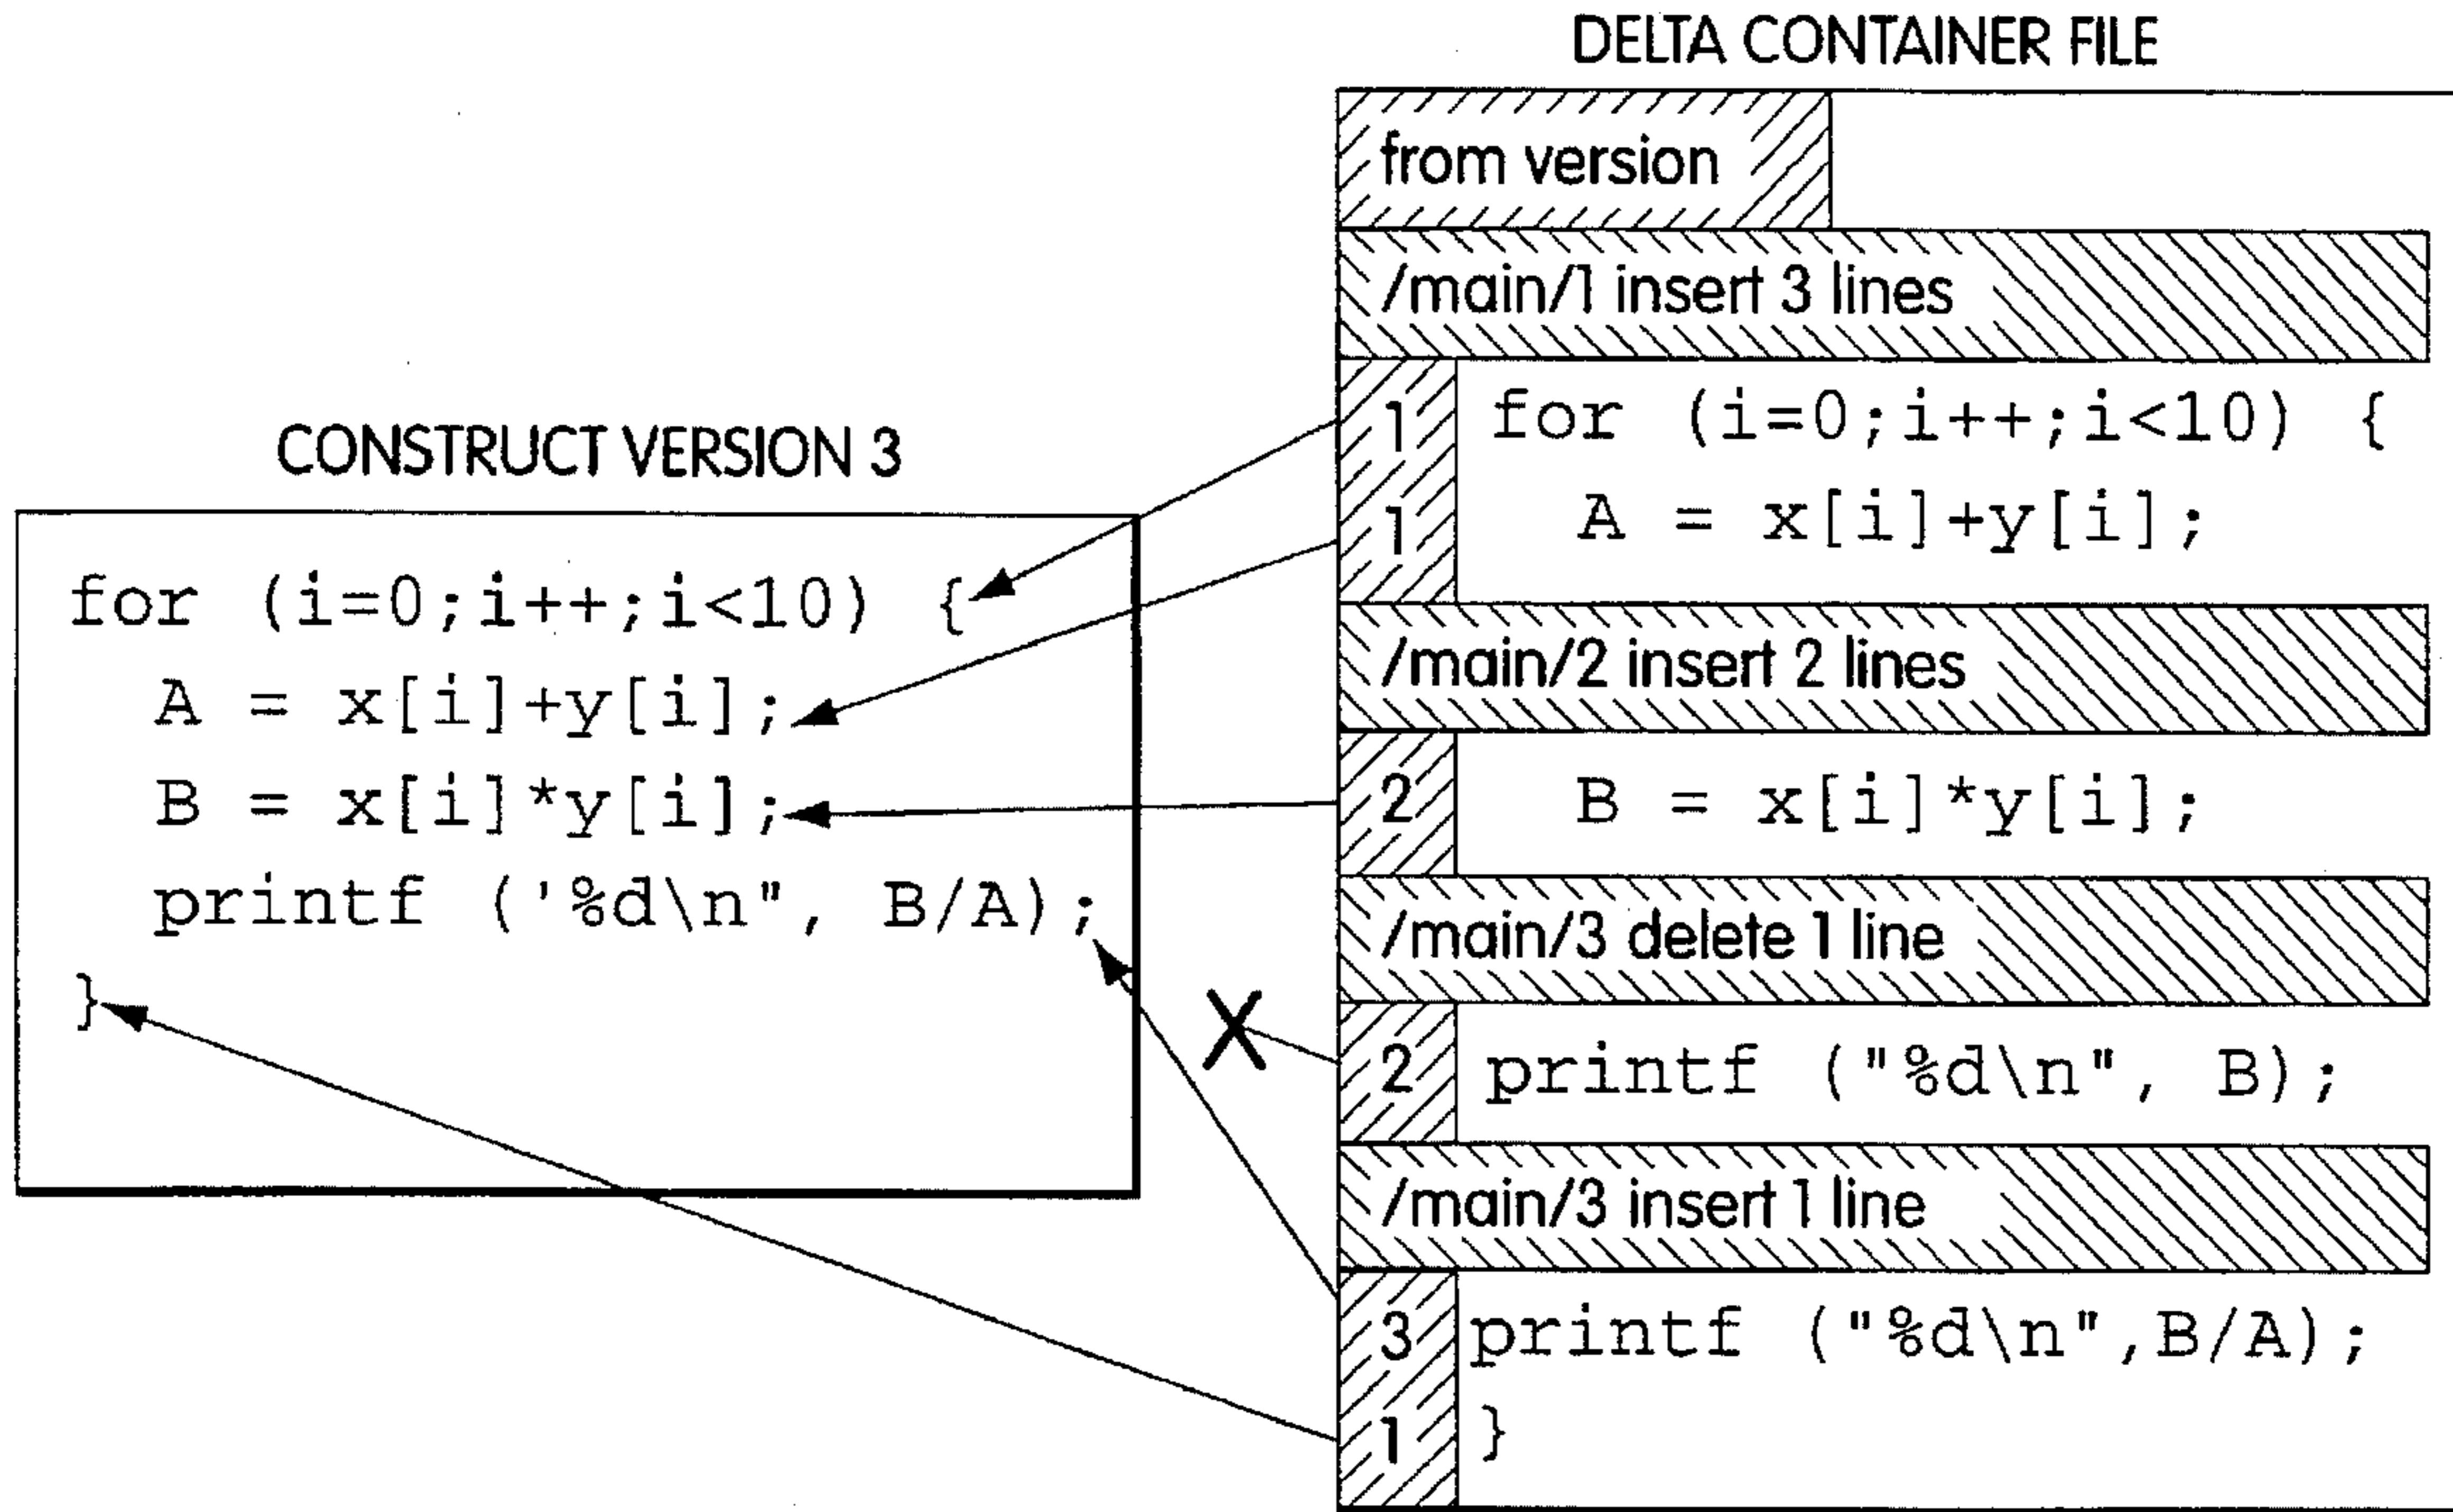 DELTA CONTAINER FILE
from version
/main/1 insert 3 lines
1 for (i=0;i++;i<10) {
1 A = x[i]+y[i];
/main/2 insert 2 lines
2 B = x[i]*y[i];
/main/3 delete 1 line
2 printf ("%d\n", B);
/main/3 insert 1 line
3 printf ("%d\n",B/A);
1 }
CONSTRUCT VERSION 3
for (i=0;i++;i<10) {
A = x[i]+y[i];
B = x[i]*y[i];
printf ('%d\n", B/A);
}
X